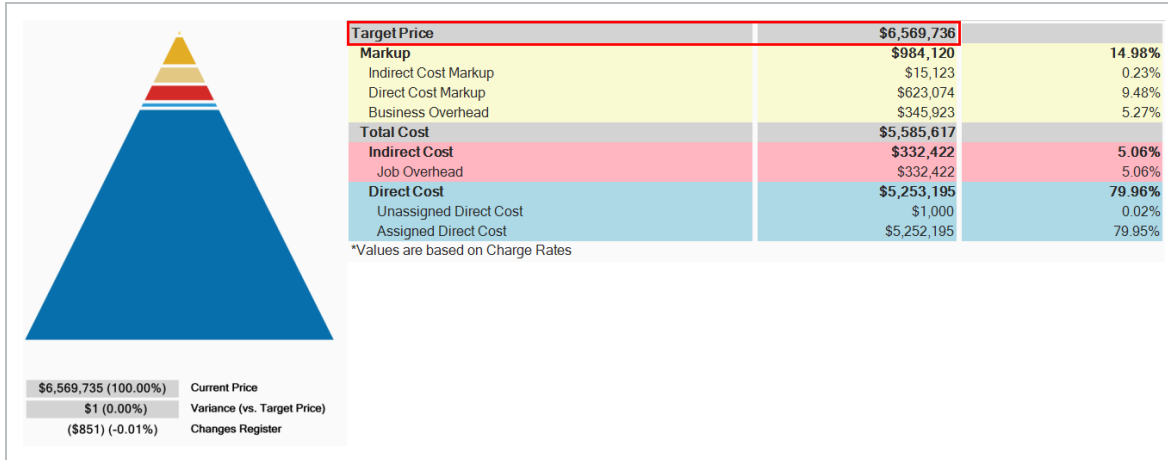 Target Price $6,569,736
Markup $984,120 14.98%
Indirect Cost Markup $15,123 0.23%
Direct Cost Markup $623,074 9.48%
Business Overhead $345,923 5.27%
Total Cost $5,585,617
Indirect Cost $332,422 5.06%
Job Overhead $332,422 5.06%
Direct Cost $5,253,195 79.96%
Unassigned Direct Cost $1,000 0.02%
Assigned Direct Cost $5,252,195 79.95%
*Values are based on Charge Rates
$6,569,735 (100.00%) Current Price
$1 (0.00%) Variance (vs. Target Price)
($851) (-0.01%) Changes Register